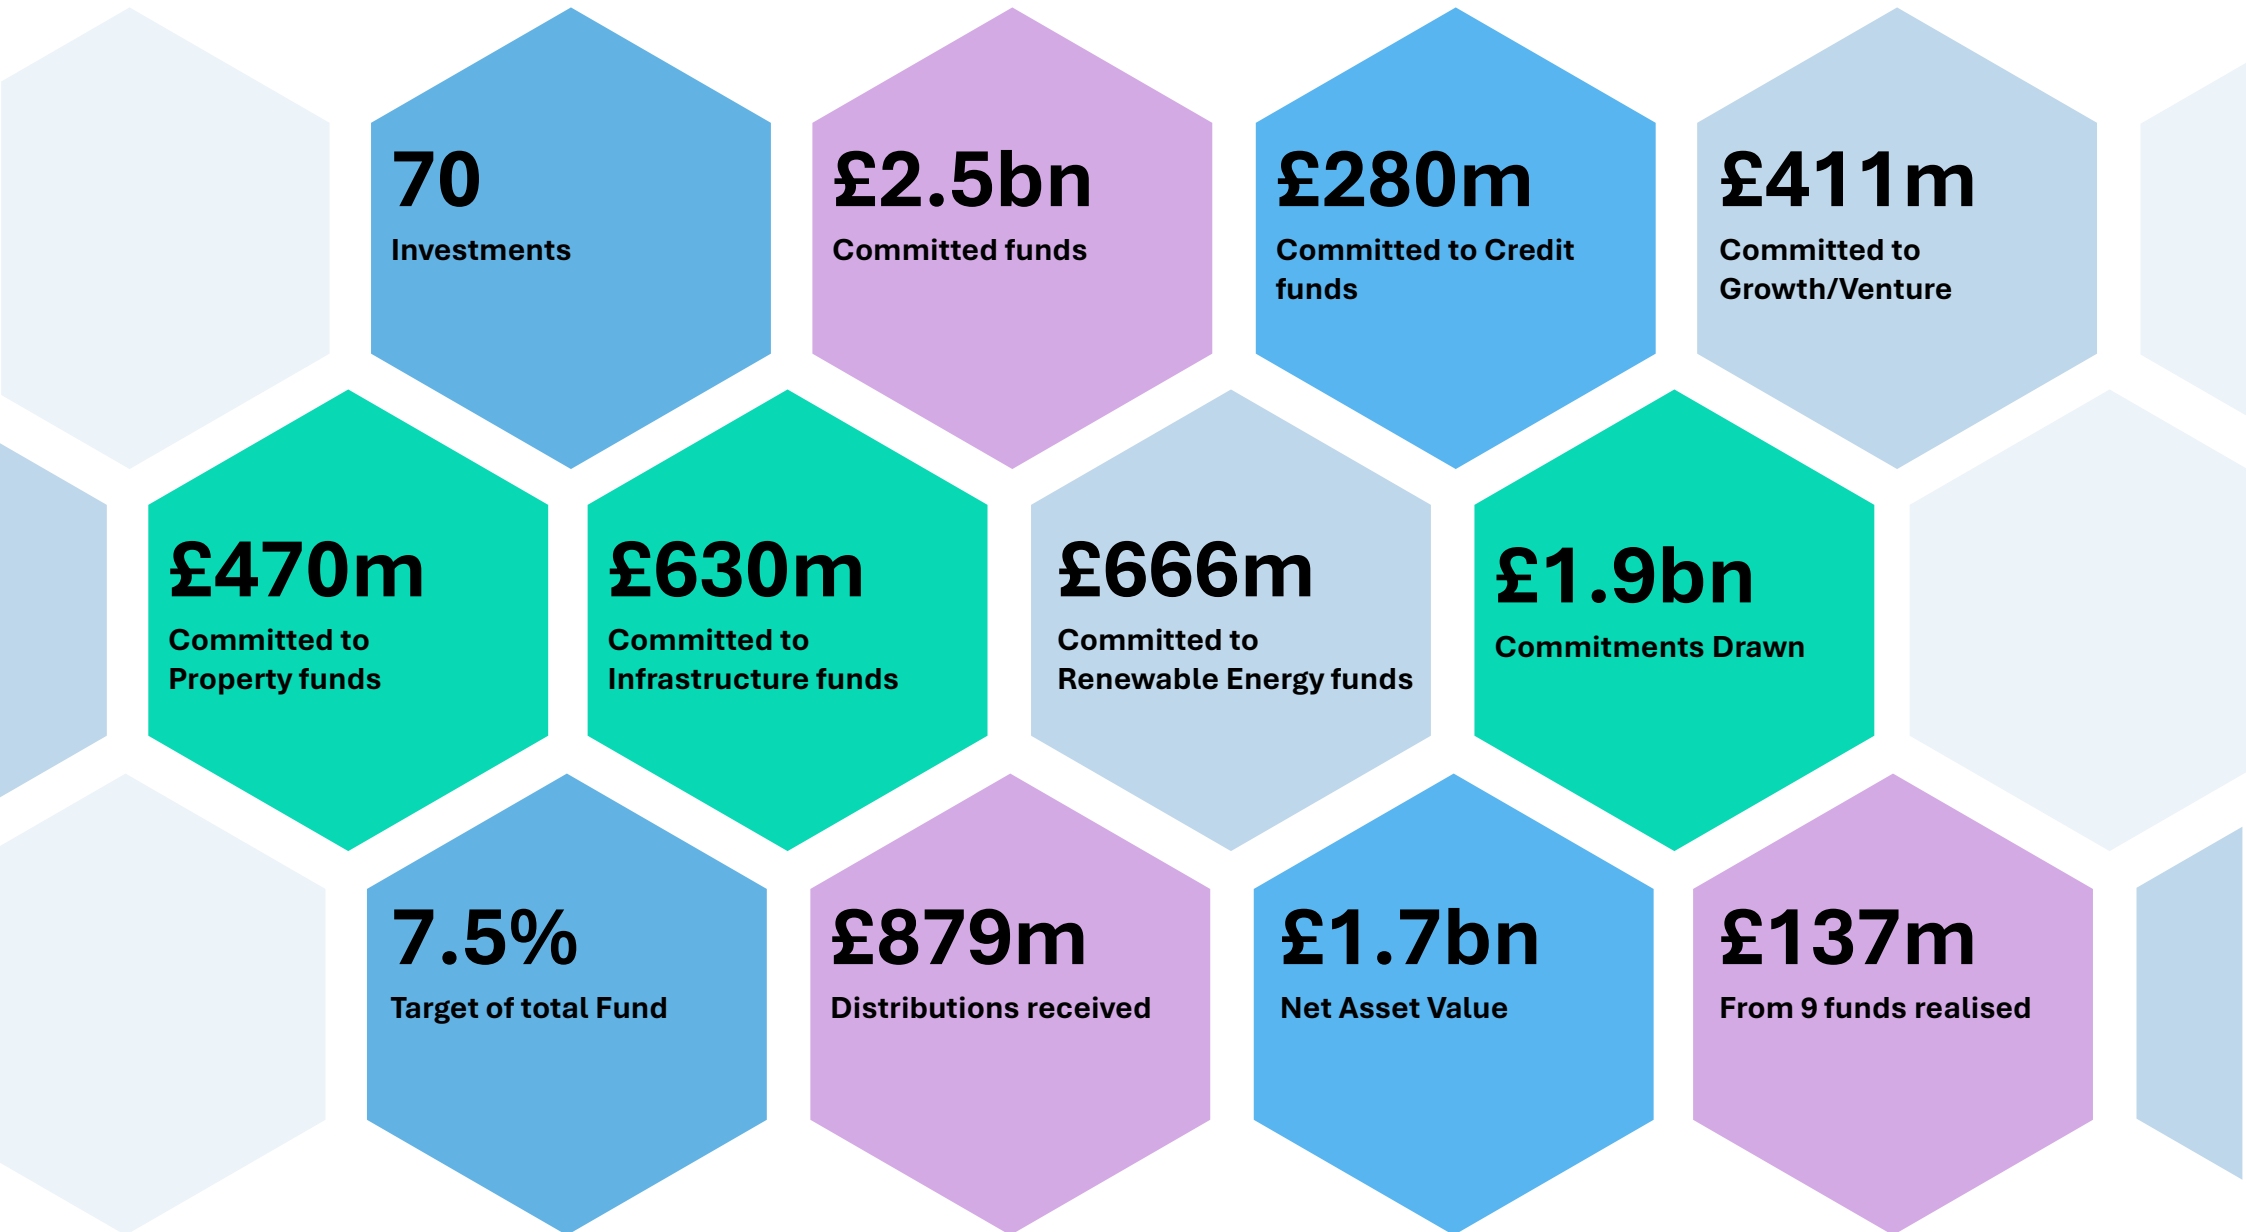 70
Investments
£2.5bn
Committed funds
£280m
Committed to Credit
funds
£411m
Committed to
Growth/Venture
£470m
Committed to
Property funds
£630m
Committed to
Infrastructure funds
£666m
Committed to
Renewable Energy funds
£1.9bn
Commitments Drawn
7.5%
Target of total Fund
£879m
Distributions received
£1.7bn
Net Asset Value
£137m
From 9 funds realised